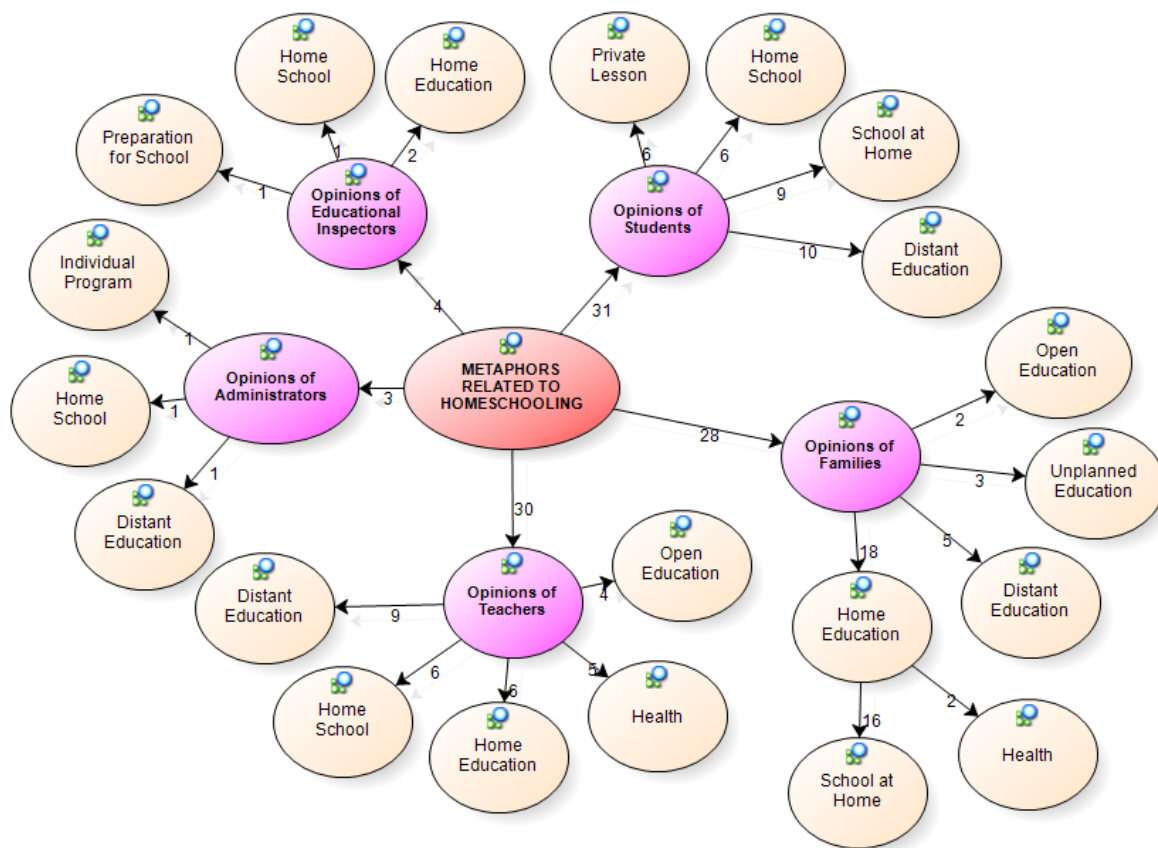 Home
School
Home
Education
Private
Lesson
Home
School
Preparation
for School
School at
Home
1
2
6
6
1
9
Opinions of
Educational
Inspectors
Opinions of
Students
10
Distant
Education
Individual
Program
4
31
1
Opinions of
Administrators
METAPHORS
RELATED TO
HOMESCHOOLING
Open
Education
Home
School
1
3
28
2
Opinions of
Families
3
Unplanned
Education
1
Distant
Education
30
18
5
Open
Education
Opinions of
Teachers
4
Distant
Education
9
Home
Education
Distant
Education
6
6
5
Home
School
Home
Education
Health
16
2
School at
Home
Health